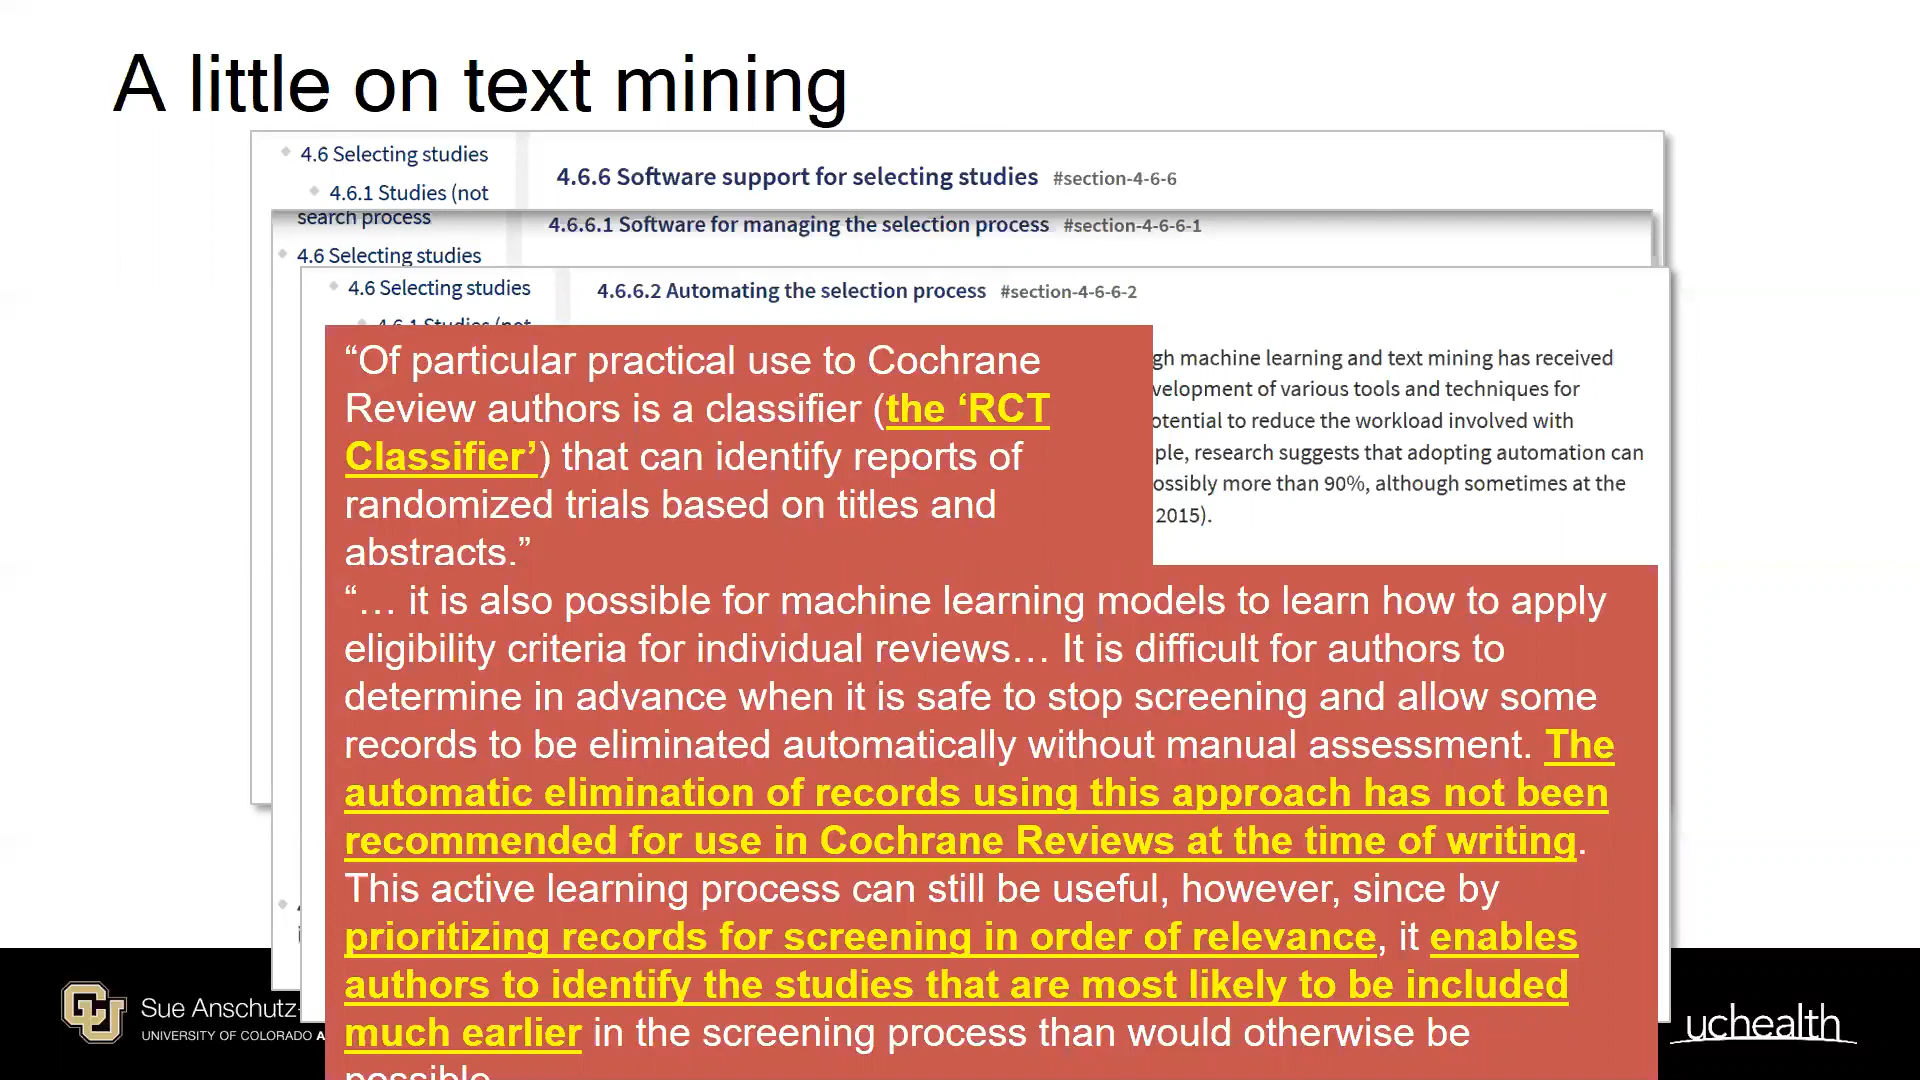 A little on text mining
4.6 Selecting studies
4.6.1 Studies (not
4.6.6 Software support for selecting studies #section-4-6-6
search process
4.6 Selecting studies
4.6.6.1 Software for managing the selection process #section-4-6-6-1
4.6 Selecting studies
4.6.1 Studies (not
4.6.6.2 Automating the selection process #section-4-6-6-2
gh machine learning and text mining has received
velopment of various tools and techniques for
otential to reduce the workload involved with
ple, research suggests that adopting automation can
ossibly more than 90%, although sometimes at the
2015).
“Of particular practical use to Cochrane
Review authors is a classifier (the ‘RCT
Classifier’) that can identify reports of
randomized trials based on titles and
abstracts.”
“… it is also possible for machine learning models to learn how to apply
eligibility criteria for individual reviews… It is difficult for authors to
determine in advance when it is safe to stop screening and allow some
records to be eliminated automatically without manual assessment. The
automatic elimination of records using this approach has not been
recommended for use in Cochrane Reviews at the time of writing.
This active learning process can still be useful, however, since by
prioritizing records for screening in order of relevance, it enables
authors to identify the studies that are most likely to be included
much earlier in the screening process than would otherwise be
possible
CU
Sue Anschutz-
UNIVERSITY OF COLORADO A
uchealth